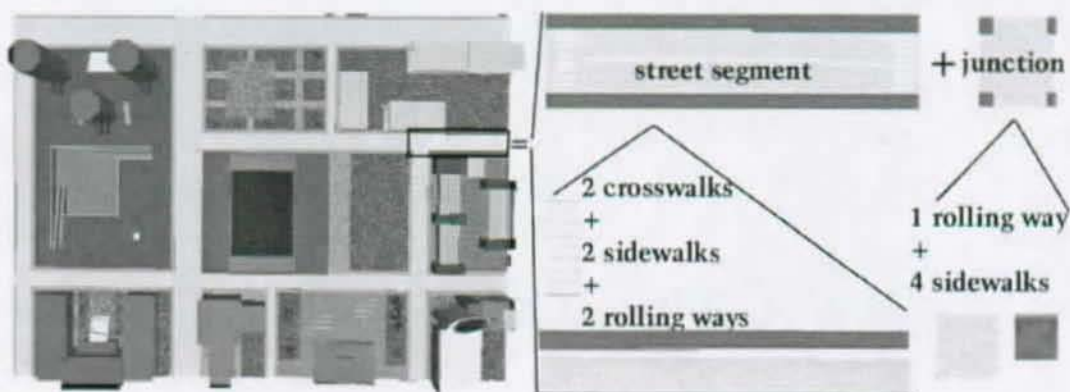 =
street segment
+ junction
2 crosswalks
+
2 sidewalks
+
2 rolling ways
1 rolling way
+
4 sidewalks